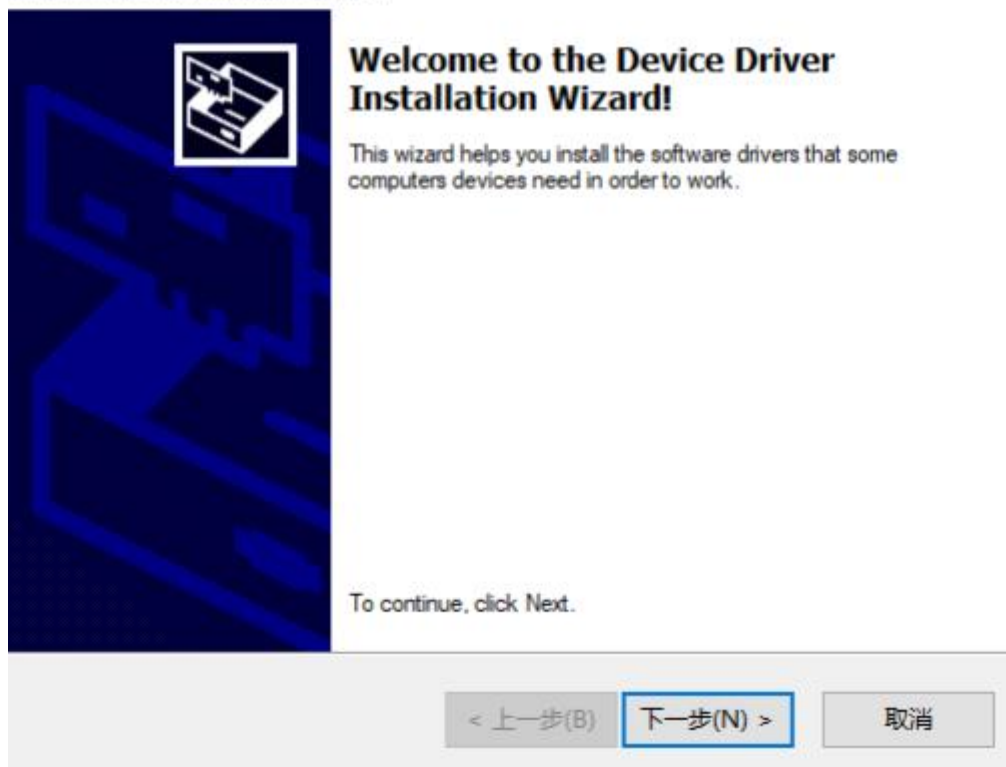 Welcome to the Device Driver
Installation Wizard!
This wizard helps you install the software drivers that some
computers devices need in order to work.
To continue, click Next.
< 上一步(B)
下一步(N) >
取消